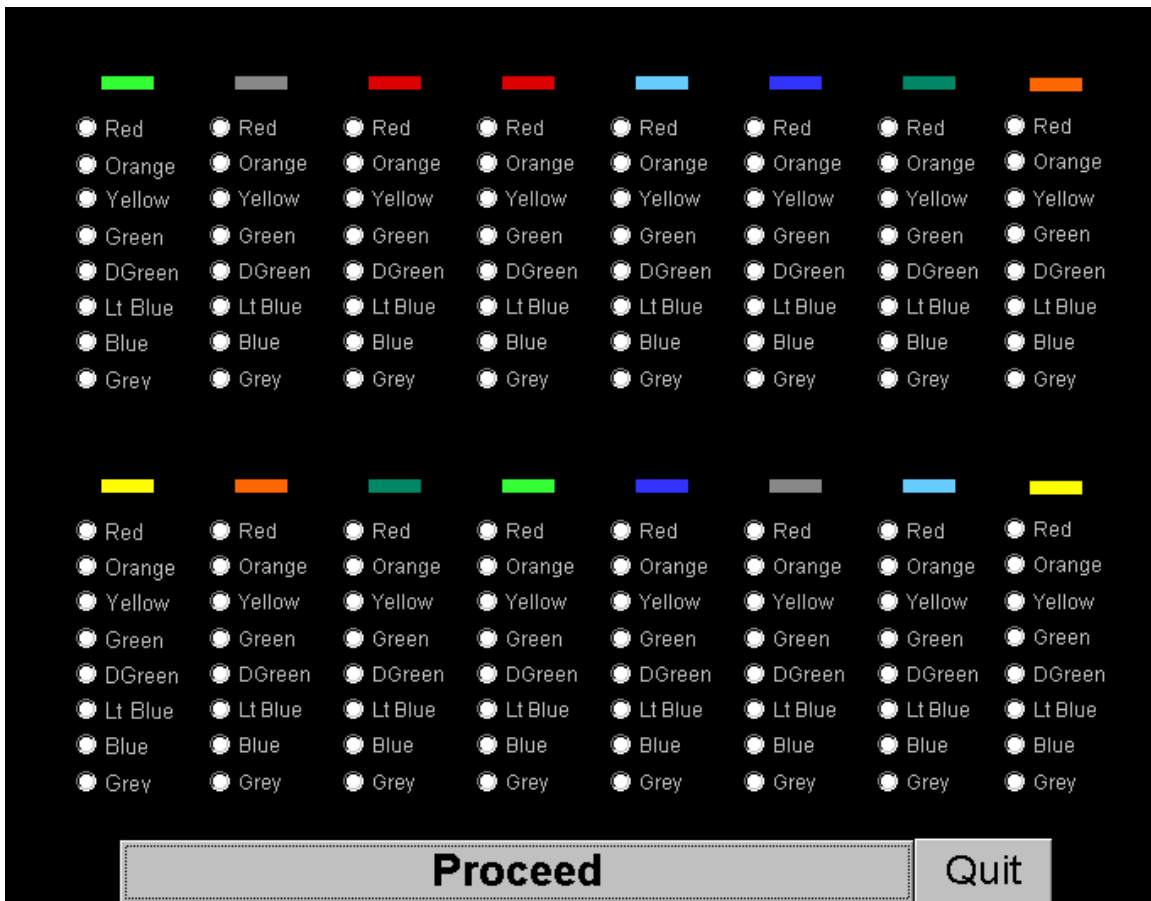 Red Red Red Red Red Red Red Red
Orange Orange Orange Orange Orange Orange Orange Orange
Yellow Yellow Yellow Yellow Yellow Yellow Yellow Yellow
Green Green Green Green Green Green Green Green
DGreen DGreen DGreen DGreen DGreen DGreen DGreen DGreen
Lt Blue Lt Blue Lt Blue Lt Blue Lt Blue Lt Blue Lt Blue Lt Blue
Blue Blue Blue Blue Blue Blue Blue Blue
Grey Grey Grey Grey Grey Grey Grey Grey
Red Red Red Red Red Red Red Red
Orange Orange Orange Orange Orange Orange Orange Orange
Yellow Yellow Yellow Yellow Yellow Yellow Yellow Yellow
Green Green Green Green Green Green Green Green
DGreen DGreen DGreen DGreen DGreen DGreen DGreen DGreen
Lt Blue Lt Blue Lt Blue Lt Blue Lt Blue Lt Blue Lt Blue Lt Blue
Blue Blue Blue Blue Blue Blue Blue Blue
Grey Grey Grey Grey Grey Grey Grey Grey
Proceed Quit